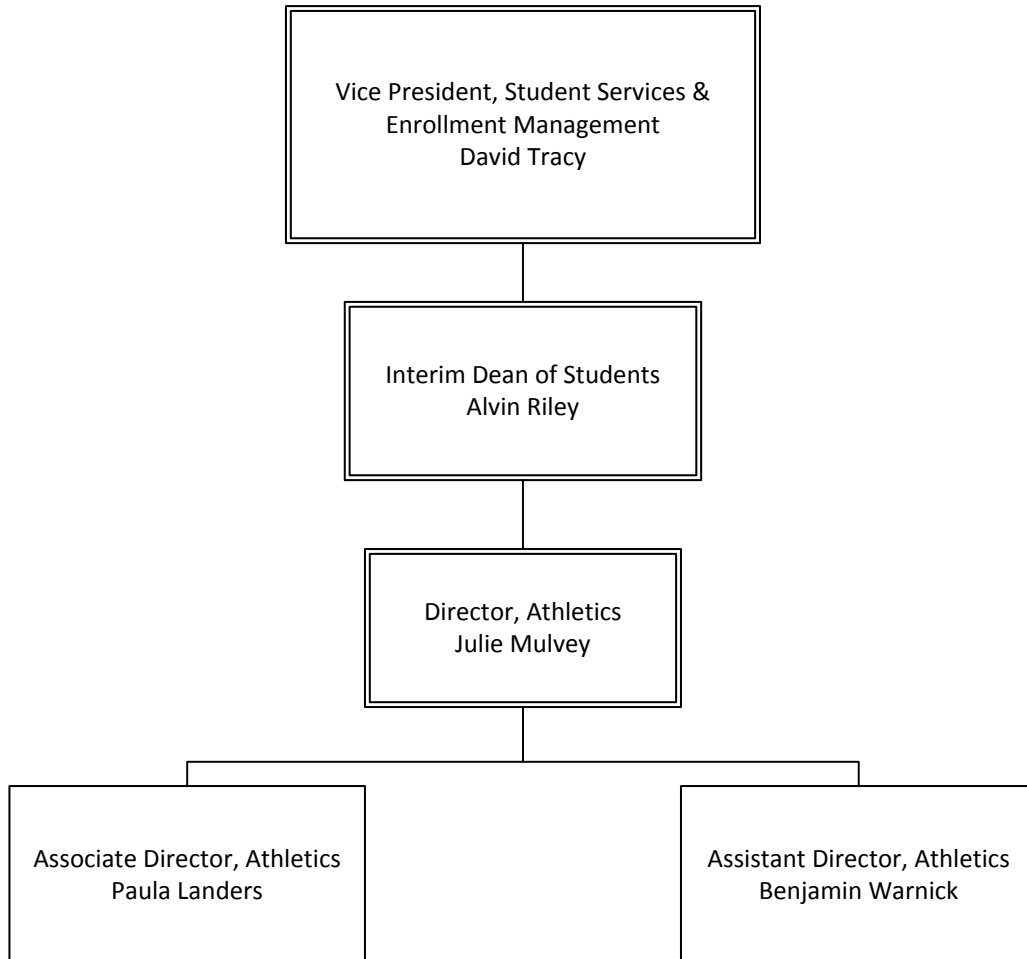 Vice President, Student Services &
Enrollment Management
David Tracy
Interim Dean of Students
Alvin Riley
Director, Athletics
Julie Mulvey
Associate Director, Athletics
Paula Landers
Assistant Director, Athletics
Benjamin Warnick